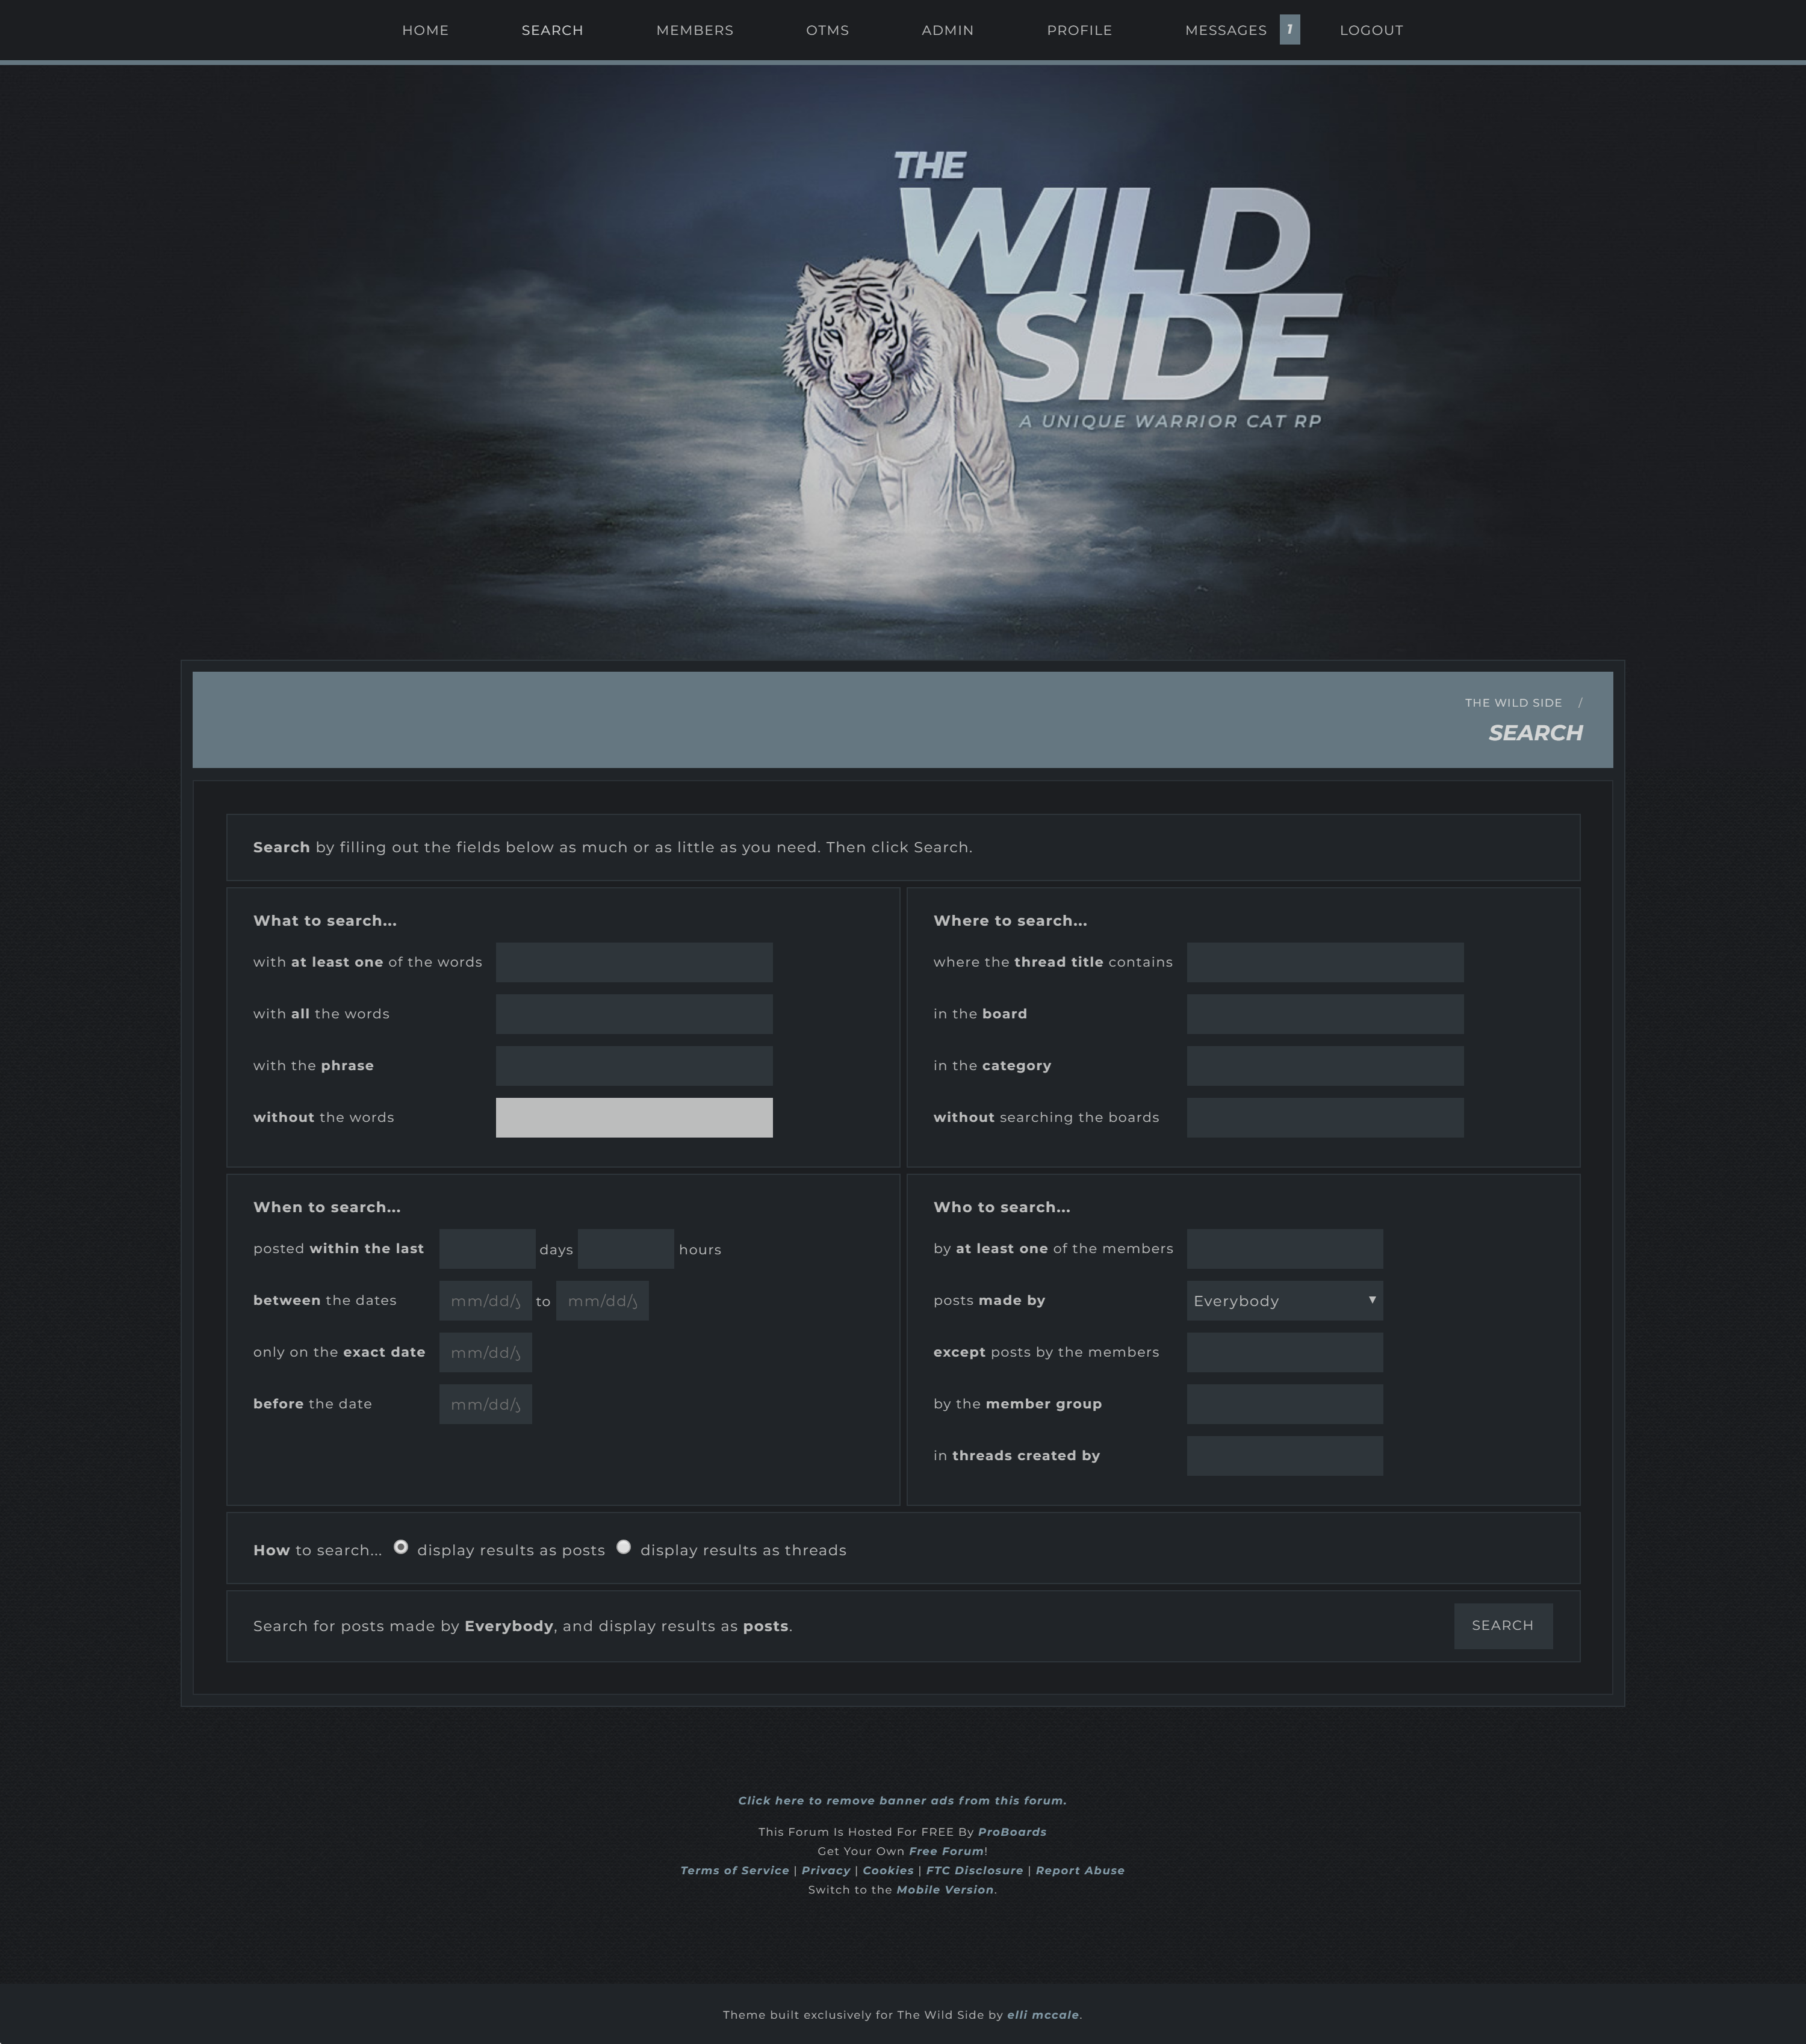 HOME SEARCH MEMBERS OTMS ADMIN PROFILE MESSAGES 1 LOGOUT
THE
WILD
SIDE
A UNIQUE WARRIOR CAT RP
THE WILD SIDE /
SEARCH
Search by filling out the fields below as much or as little as you need. Then click Search.
What to search...
with at least one of the words
with all the words
with the phrase
without the words
Where to search...
where the thread title contains
in the board
in the category
without searching the boards
When to search...
posted within the last days hours
between the dates mm/dd/y to mm/dd/y
only on the exact date mm/dd/y
before the date mm/dd/y
Who to search...
by at least one of the members
posts made by Everybody
except posts by the members
by the member group
in threads created by
How to search... display results as posts display results as threads
Search for posts made by Everybody, and display results as posts. SEARCH
Click here to remove banner ads from this forum.
This Forum Is Hosted For FREE By ProBoards
Get Your Own Free Forum!
Terms of Service | Privacy | Cookies | FTC Disclosure | Report Abuse
Switch to the Mobile Version.
Theme built exclusively for The Wild Side by elli mccale.